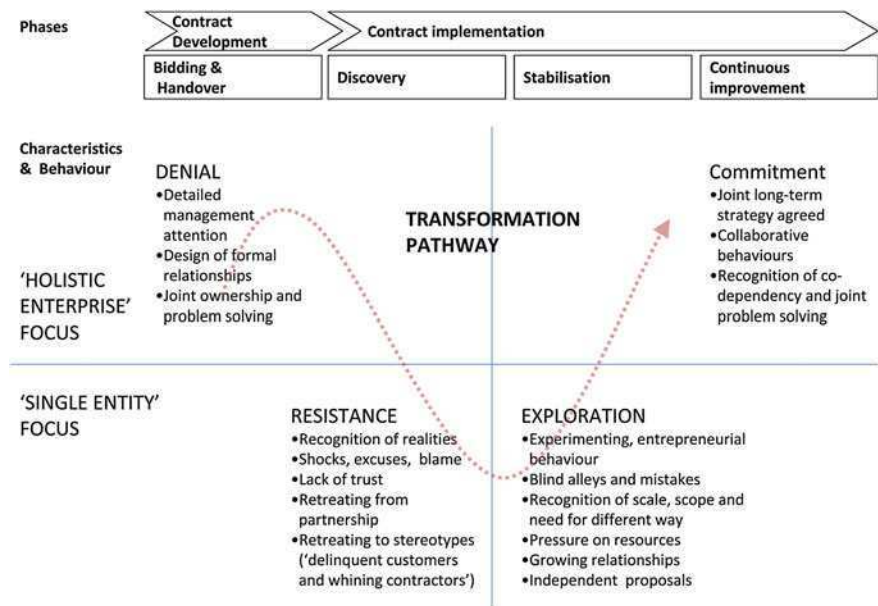 Phases
Contract
Development
Contract implementation
Bidding &
Handover
Discovery
Stabilisation
Continuous
improvement
Characteristics
& Behaviour
DENIAL
•Detailed
management
attention
•Design of formal
relationships
•Joint ownership and
problem solving
TRANSFORMATION
PATHWAY
Commitment
•Joint long-term
strategy agreed
•Collaborative
behaviours
•Recognition of co-
dependency and joint
problem solving
‘HOLISTIC
ENTERPRISE’
FOCUS
‘SINGLE ENTITY’
FOCUS
RESISTANCE
•Recognition of realities
•Shocks, excuses, blame
•Lack of trust
•Retreating from
partnership
•Retreating to stereotypes
(‘delinquent customers
and whining contractors’)
EXPLORATION
•Experimenting, entrepreneurial
behaviour
•Blind alleys and mistakes
•Recognition of scale, scope and
need for different way
•Pressure on resources
•Growing relationships
•Independent proposals